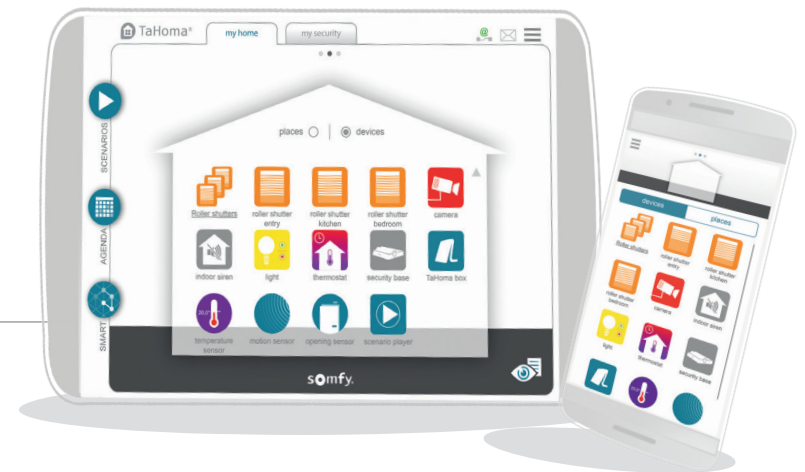 TaHoma®
my home
my security
@
SCENARIOS
AGENDA
SMART
places
devices
Roller shutters
roller shutter
entry
roller shutter
kitchen
roller shutter
bedroom
camera
indoor siren
light
thermostat
security base
TaHoma box
20,0°
temperature
sensor
motion sensor
opening sensor
scenario player
somfy.
devices
places
Roller shutters
roller shutter
entry
roller shutter
kitchen
roller shutter
bedroom
camera
indoor siren
light
thermostat
security base